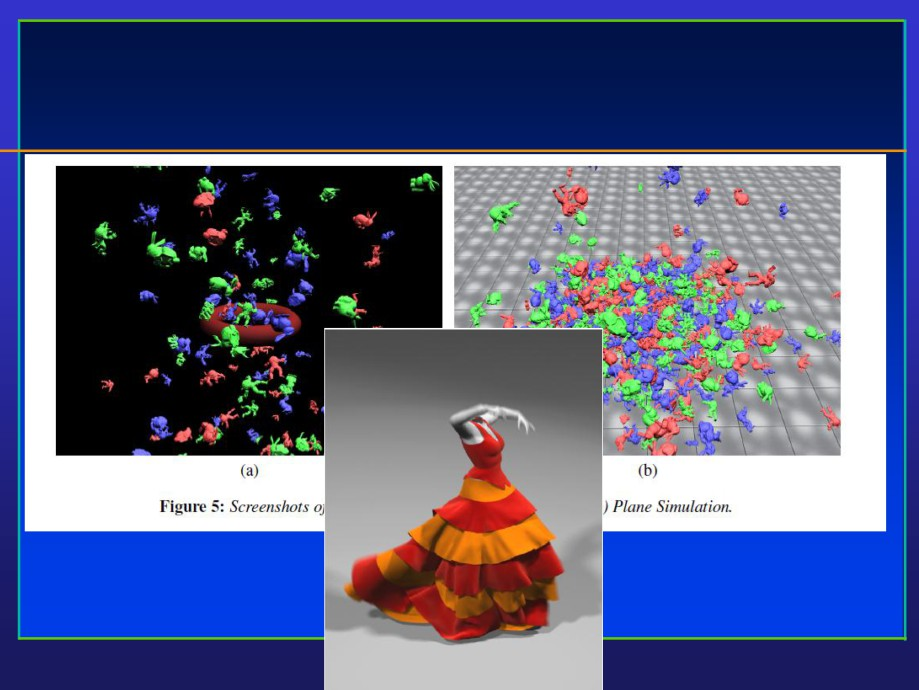 (a)
(b)
Figure 5: Screenshots of
) Plane Simulation.